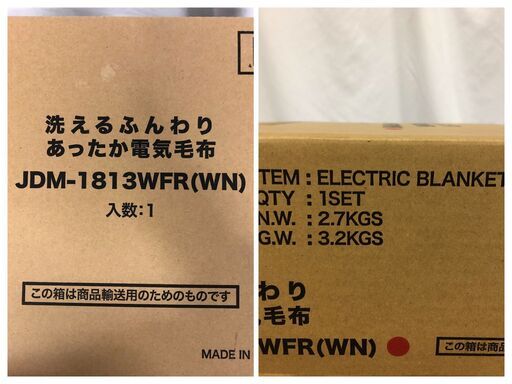 洗えるふんわり
あったか電気毛布
JDM-1813WFR(WN)
入数:1
この箱は商品輸送用のためのものです
MADE IN
ITEM : ELECTRIC BLANKET
QTY : 1SET
N.W. : 2.7KGS
G.W. : 3.2KGS
んわり
毛布
WFR(WN)
この箱は商品